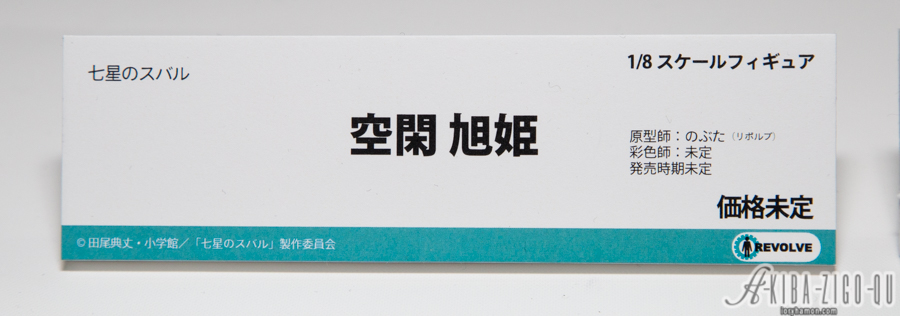 七星のスバル
1/8 スケールフィギュア
空閑 旭姫
原型師：のぶた（リボルブ）
彩色師：未定
発売時期未定
価格未定
© 田尾典丈・小学館／「七星のスバル」製作委員会
REVOLVE
A-KIBA-ZIGO-QU